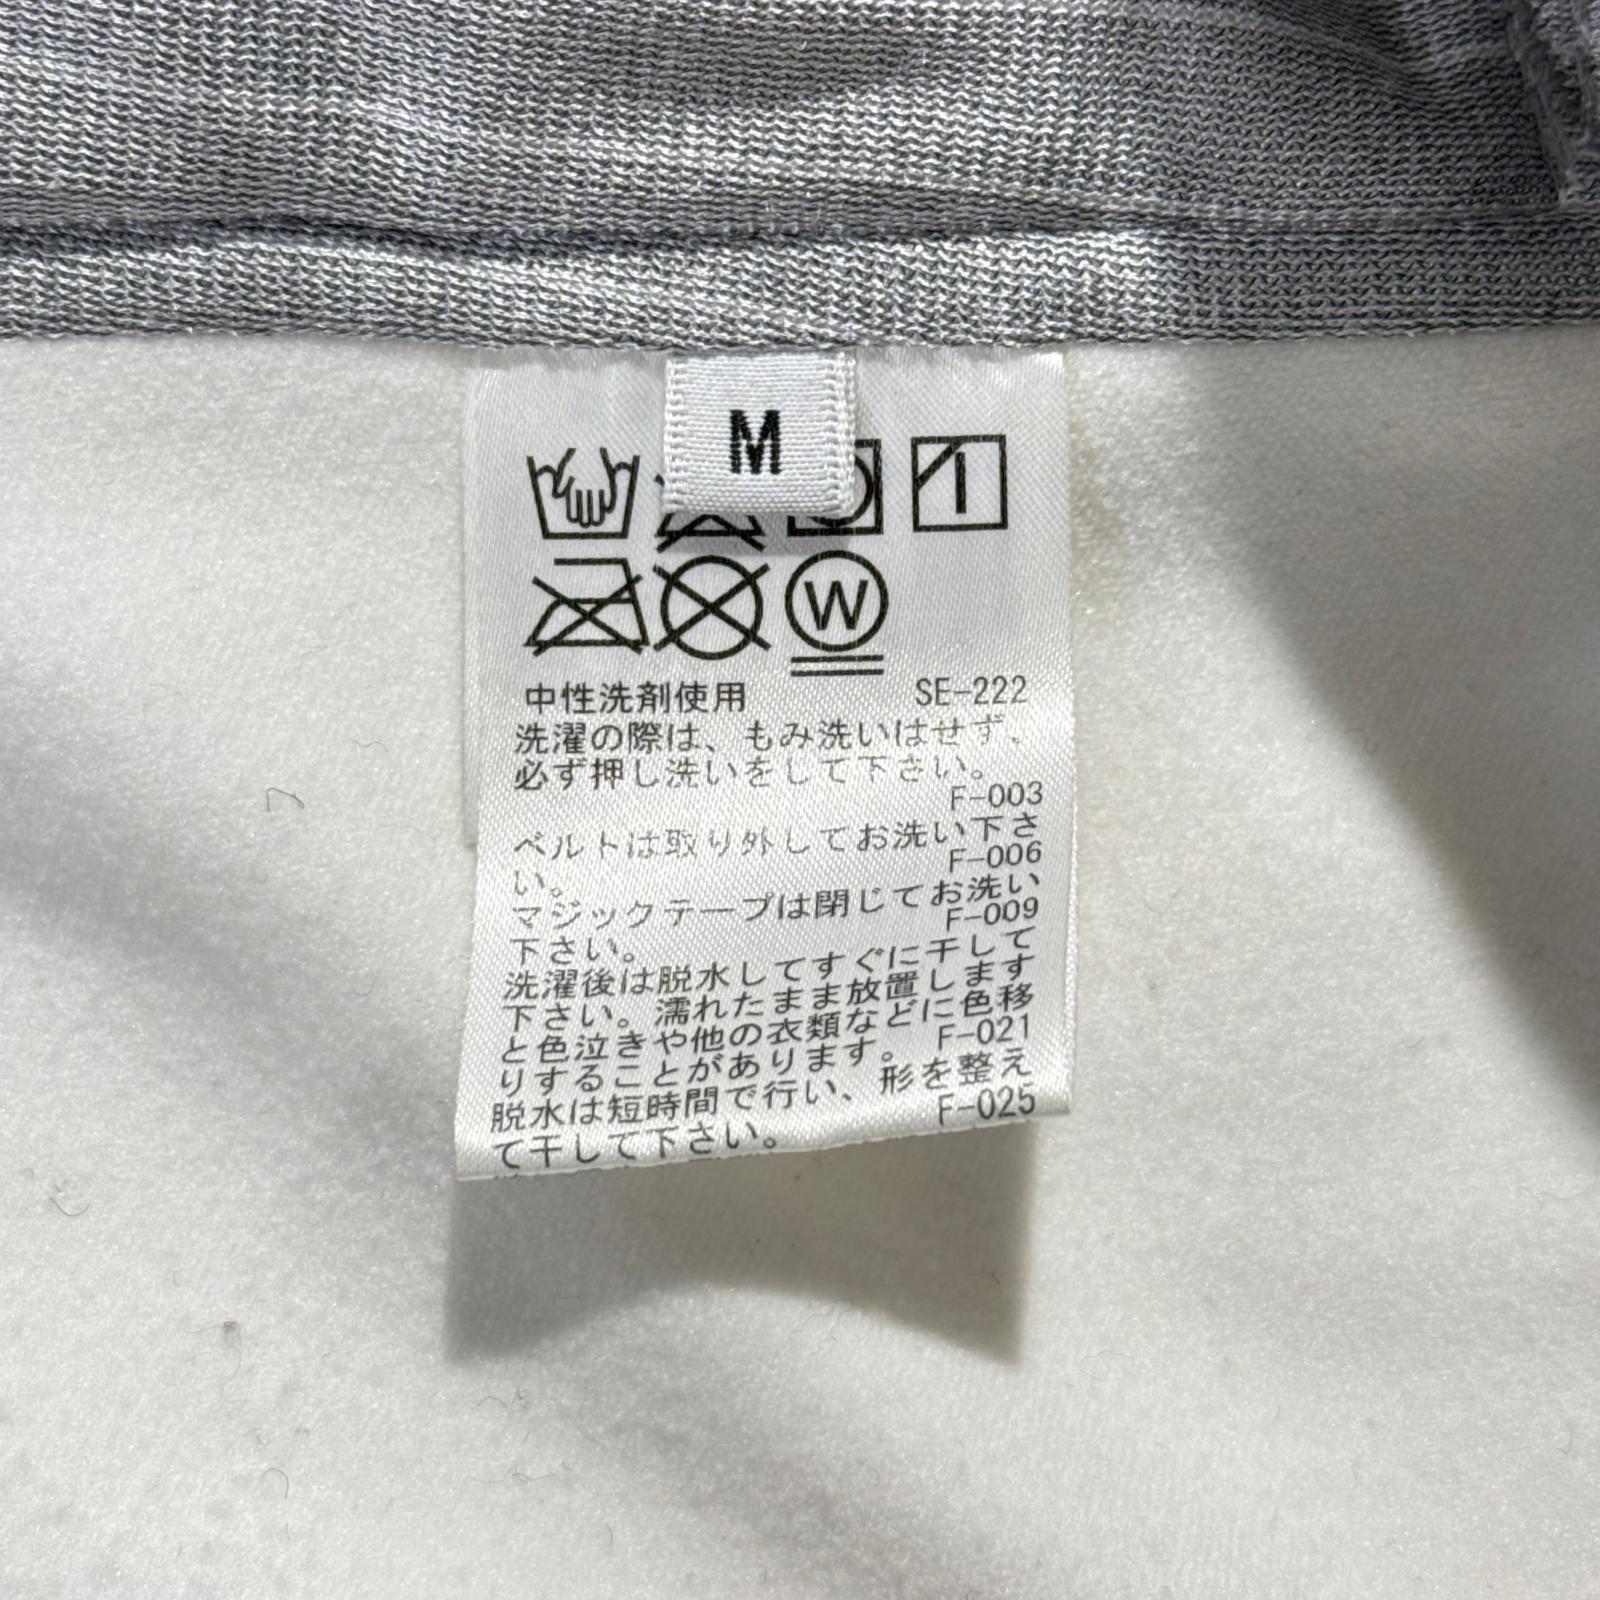 M
W
中性洗剤使用 SE-222
洗濯の際は、もみ洗いはせず、
必ず押し洗いをして下さい。
F-003
ベルトは取り外してお洗い下さ
F-006
い。
マジックテープは閉じてお洗い
F-009
下さい。
洗濯後は脱水してすぐに干して
下さい。濡れたまま放置します
と色泣きや他の衣類などに色移
F-021
りすることがあります。
脱水は短時間で行い、形を整え
F-025
て干して下さい。